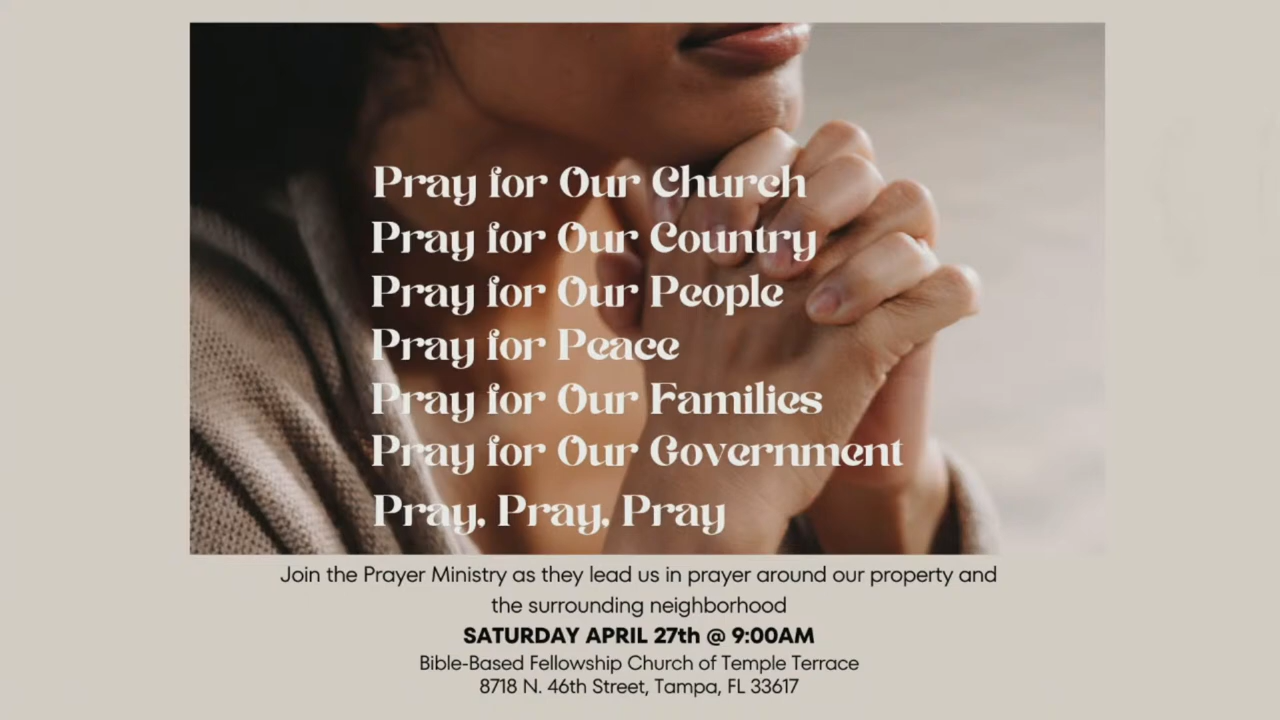 Pray for Our Church
Pray for Our Country
Pray for Our People
Pray for Peace
Pray for Our Families
Pray for Our Government
Pray, Pray, Pray
Join the Prayer Ministry as they lead us in prayer around our property and
the surrounding neighborhood
SATURDAY APRIL 27th @ 9:00AM
Bible-Based Fellowship Church of Temple Terrace
8718 N. 46th Street, Tampa, FL 33617